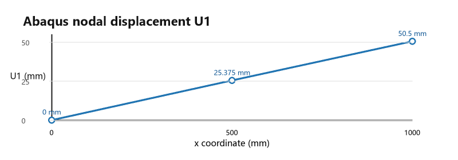 Abaqus nodal displacement U1
50.5 mm
50
25.375 mm
U1 (mm)
25
0 mm
0
0
500
1000
x coordinate (mm)